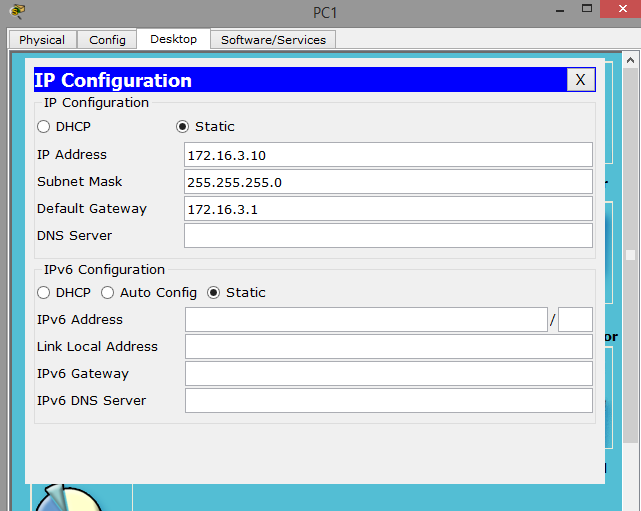 PC1
Physical Config Desktop Software/Services
IP Configuration X
IP Configuration
DHCP Static
IP Address 172.16.3.10
Subnet Mask 255.255.255.0
Default Gateway 172.16.3.1
DNS Server
IPv6 Configuration
DHCP Auto Config Static
IPv6 Address /
Link Local Address
IPv6 Gateway
IPv6 DNS Server